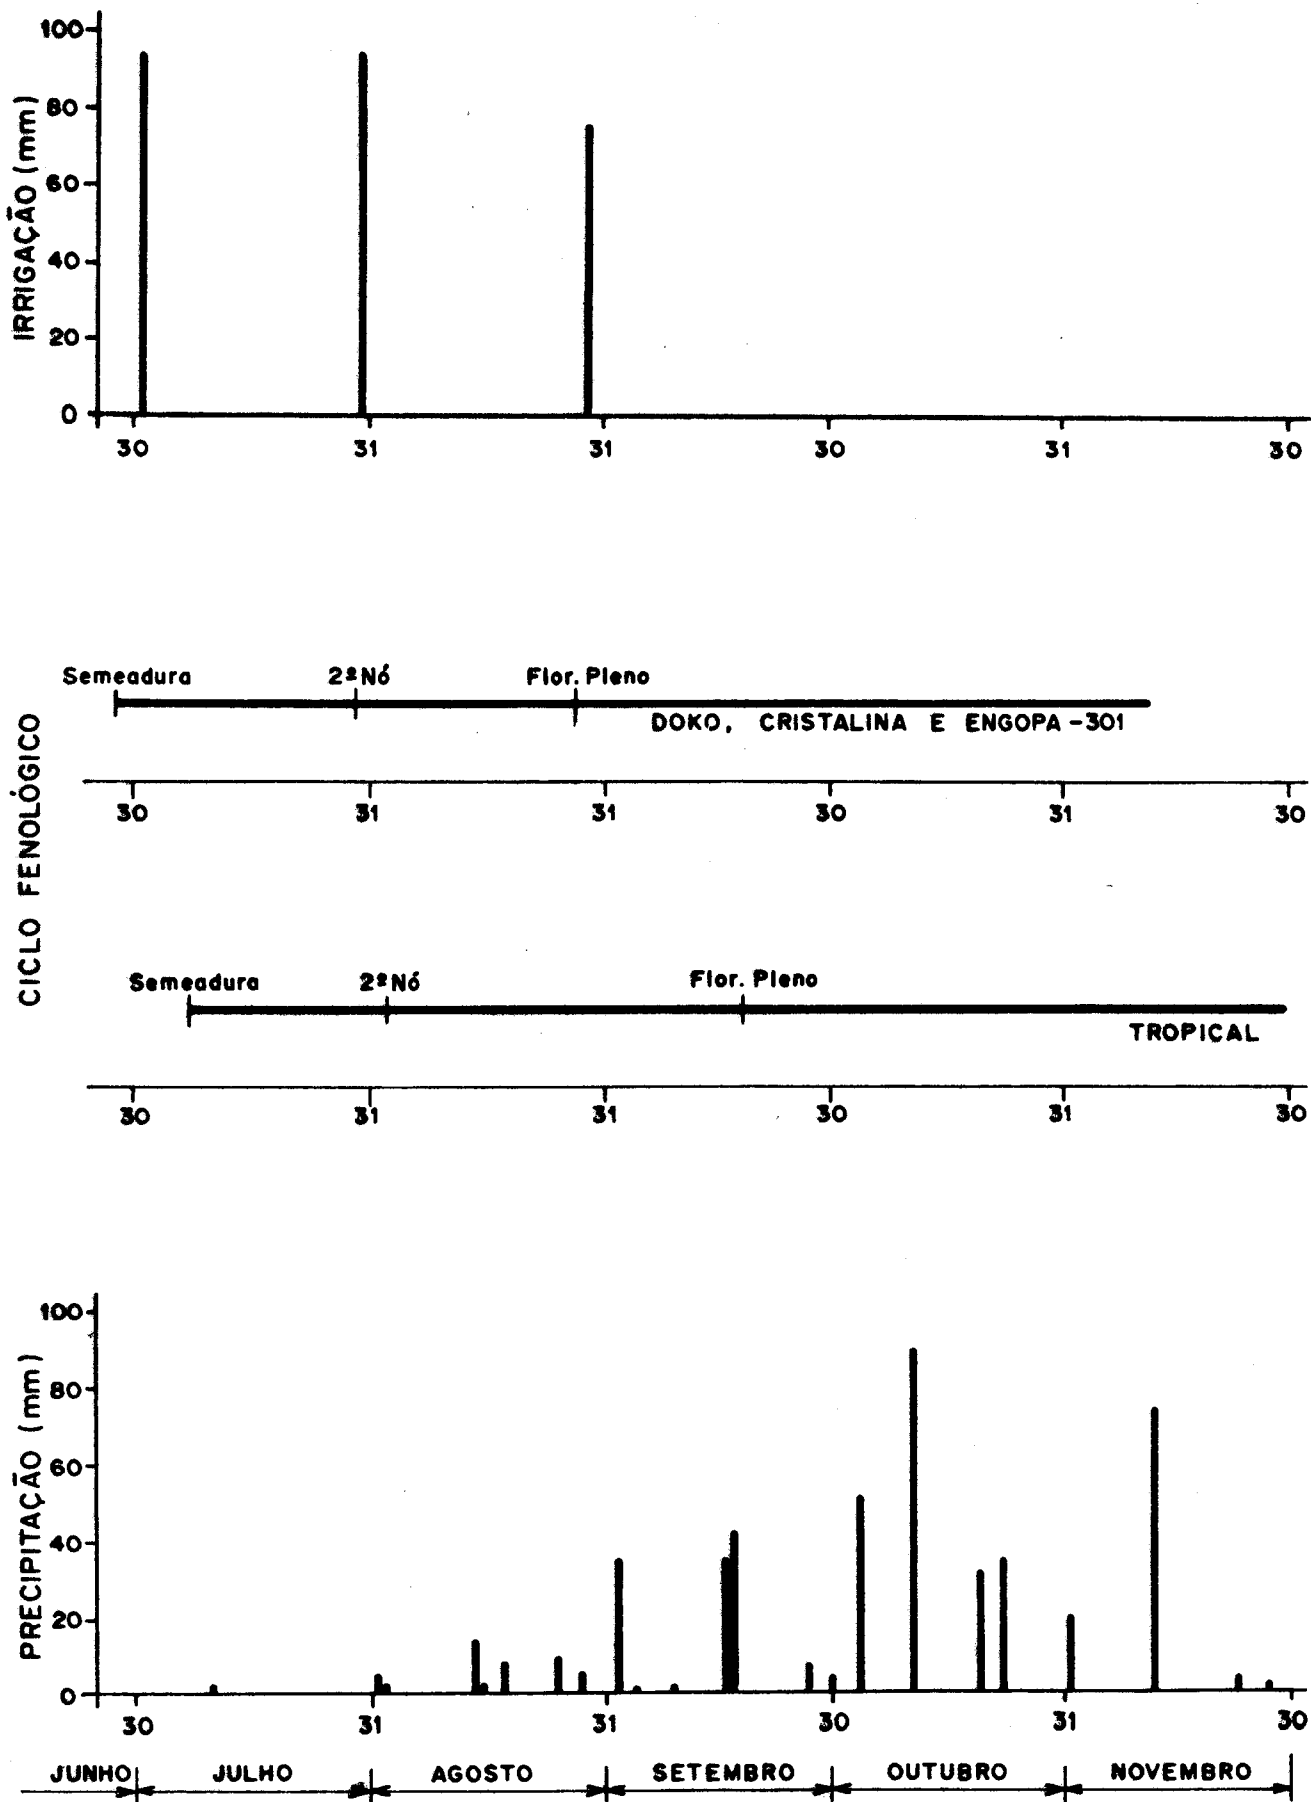 IRRIGAÇÃO (mm)
100
80
60
40
20
0
30 31 31 30 31 30
CICLO FENOLÓGICO
Semeadura 2º Nó Flor. Pleno
DOKO, CRISTALINA E ENGOPA-301
30 31 31 30 31 30
Semeadura 2º Nó Flor. Pleno
TROPICAL
30 31 31 30 31 30
PRECIPITAÇÃO (mm)
100
80
60
40
20
0
30 31 31 30 31 30
JUNHO JULHO AGOSTO SETEMBRO OUTUBRO NOVEMBRO